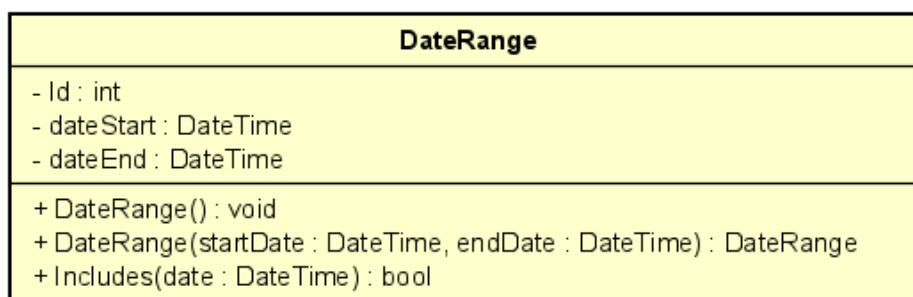 DateRange
- Id : int
- dateStart : DateTime
- dateEnd : DateTime
+ DateRange() : void
+ DateRange(startDate : DateTime, endDate : DateTime) : DateRange
+ Includes(date : DateTime) : bool